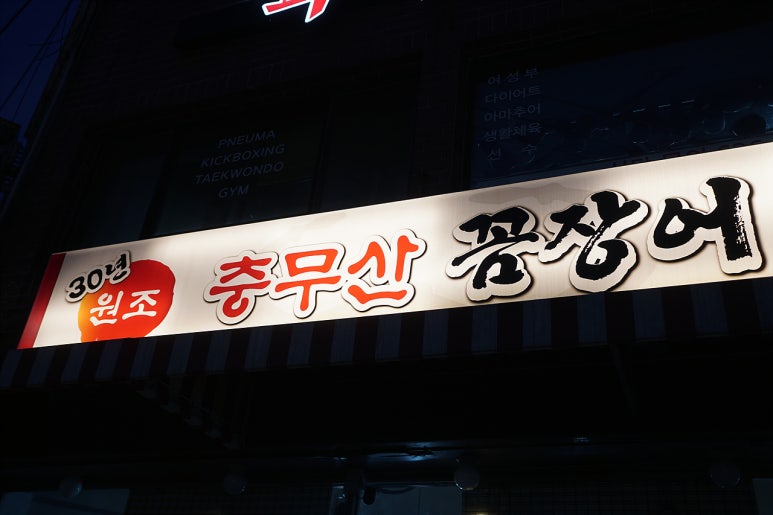 PNEUMA
KICKBOXING
TAEKWONDO
GYM
여성부
다이어트
아마추어
생활체육
선수
30년
원조
충무산 꼼장어